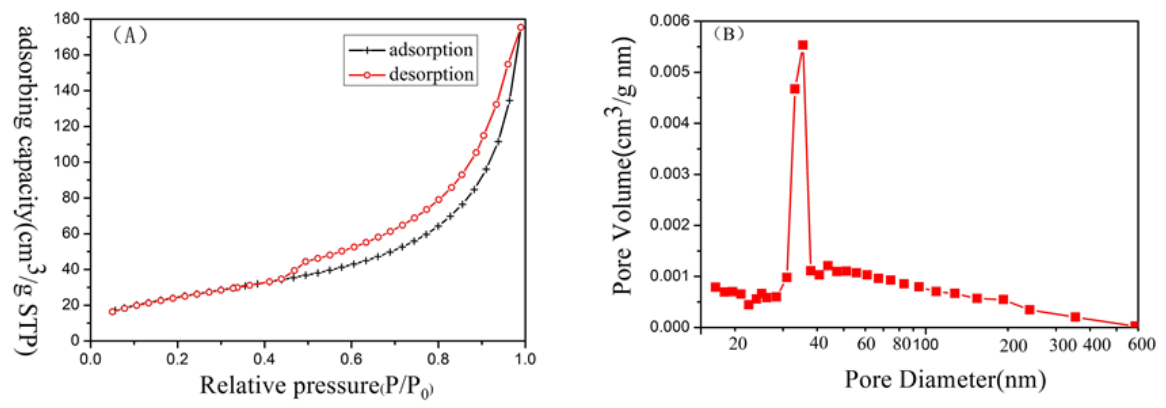 (A)
adsorption
desorption
180
160
140
120
100
80
60
40
20
0
0.0 0.2 0.4 0.6 0.8 1.0
adsorbing capacity(cm³/g STP)
Relative pressure(P/P₀)
(B)
0.006
0.005
0.004
0.003
0.002
0.001
0.000
20 40 60 80 100 200 300 400 600
Pore Volume(cm³/g nm)
Pore Diameter(nm)